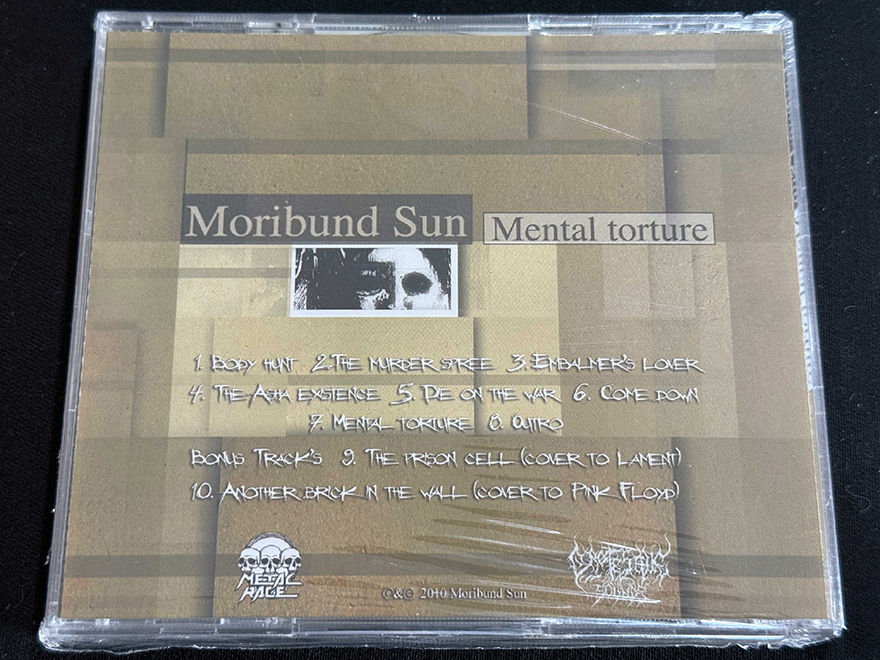 Moribund Sun
Mental torture
1. Body hunt 2. The murder spree 3. Embalmer's lover
4. The Asha existence 5. Die on the war 6. Come down
7. Mental torture 8. Outro
Bonus Track's 9. The prison cell (cover to Lament)
10. Another brick in the wall (cover to Pink Floyd)
METAL
RAGE
©&© 2010 Moribund Sun